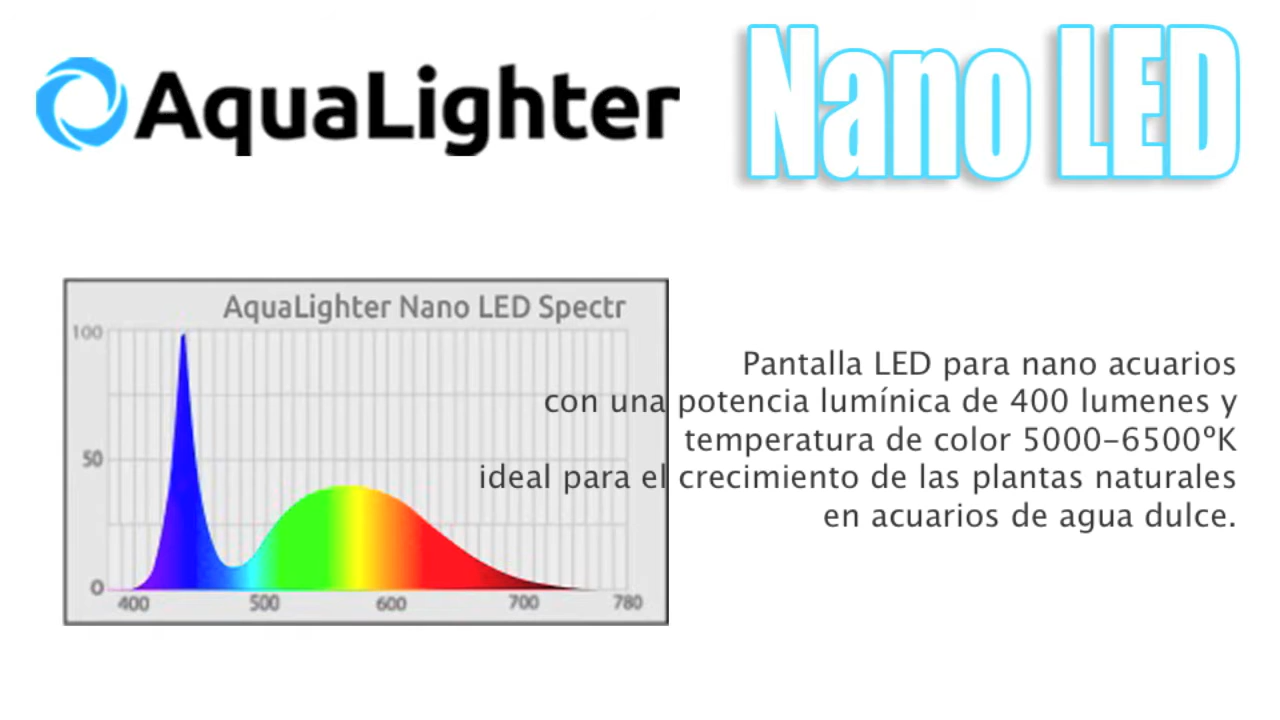 AquaLighter
Nano LED
AquaLighter Nano LED Spectr
100
50
0
400 500 600 700 780
Pantalla LED para nano acuarios
con una potencia lumínica de 400 lumenes y
temperatura de color 5000-6500ºK
ideal para el crecimiento de las plantas naturales
en acuarios de agua dulce.